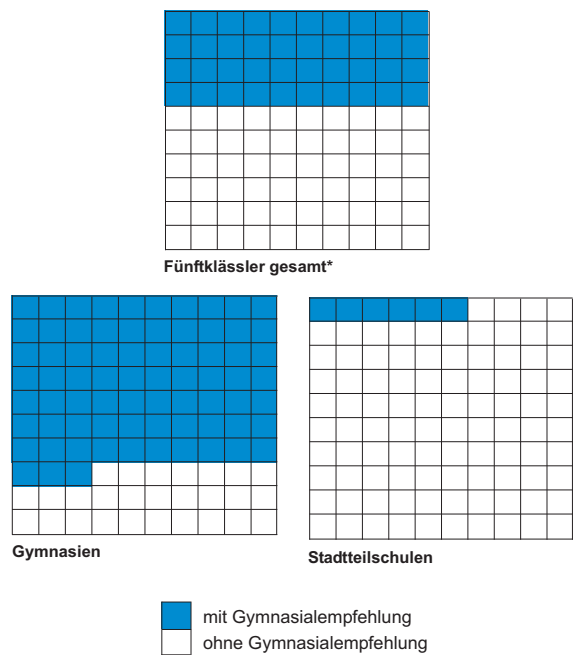 Fünftklässler gesamt*
Gymnasien
Stadtteilschulen
mit Gymnasialempfehlung
ohne Gymnasialempfehlung